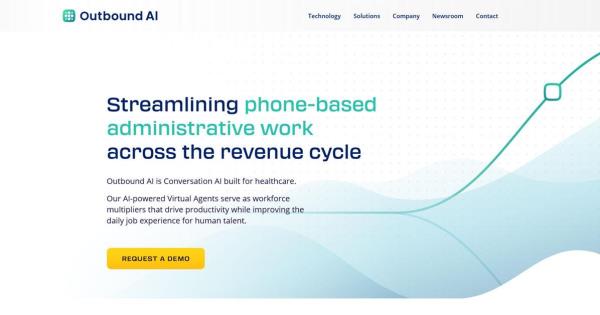 Outbound AI
Technology Solutions Company Newsroom Contact
Streamlining phone-based
administrative work
across the revenue cycle
Outbound AI is Conversation AI built for healthcare.
Our AI-powered Virtual Agents serve as workforce
multipliers that drive productivity while improving the
daily job experience for human talent.
REQUEST A DEMO